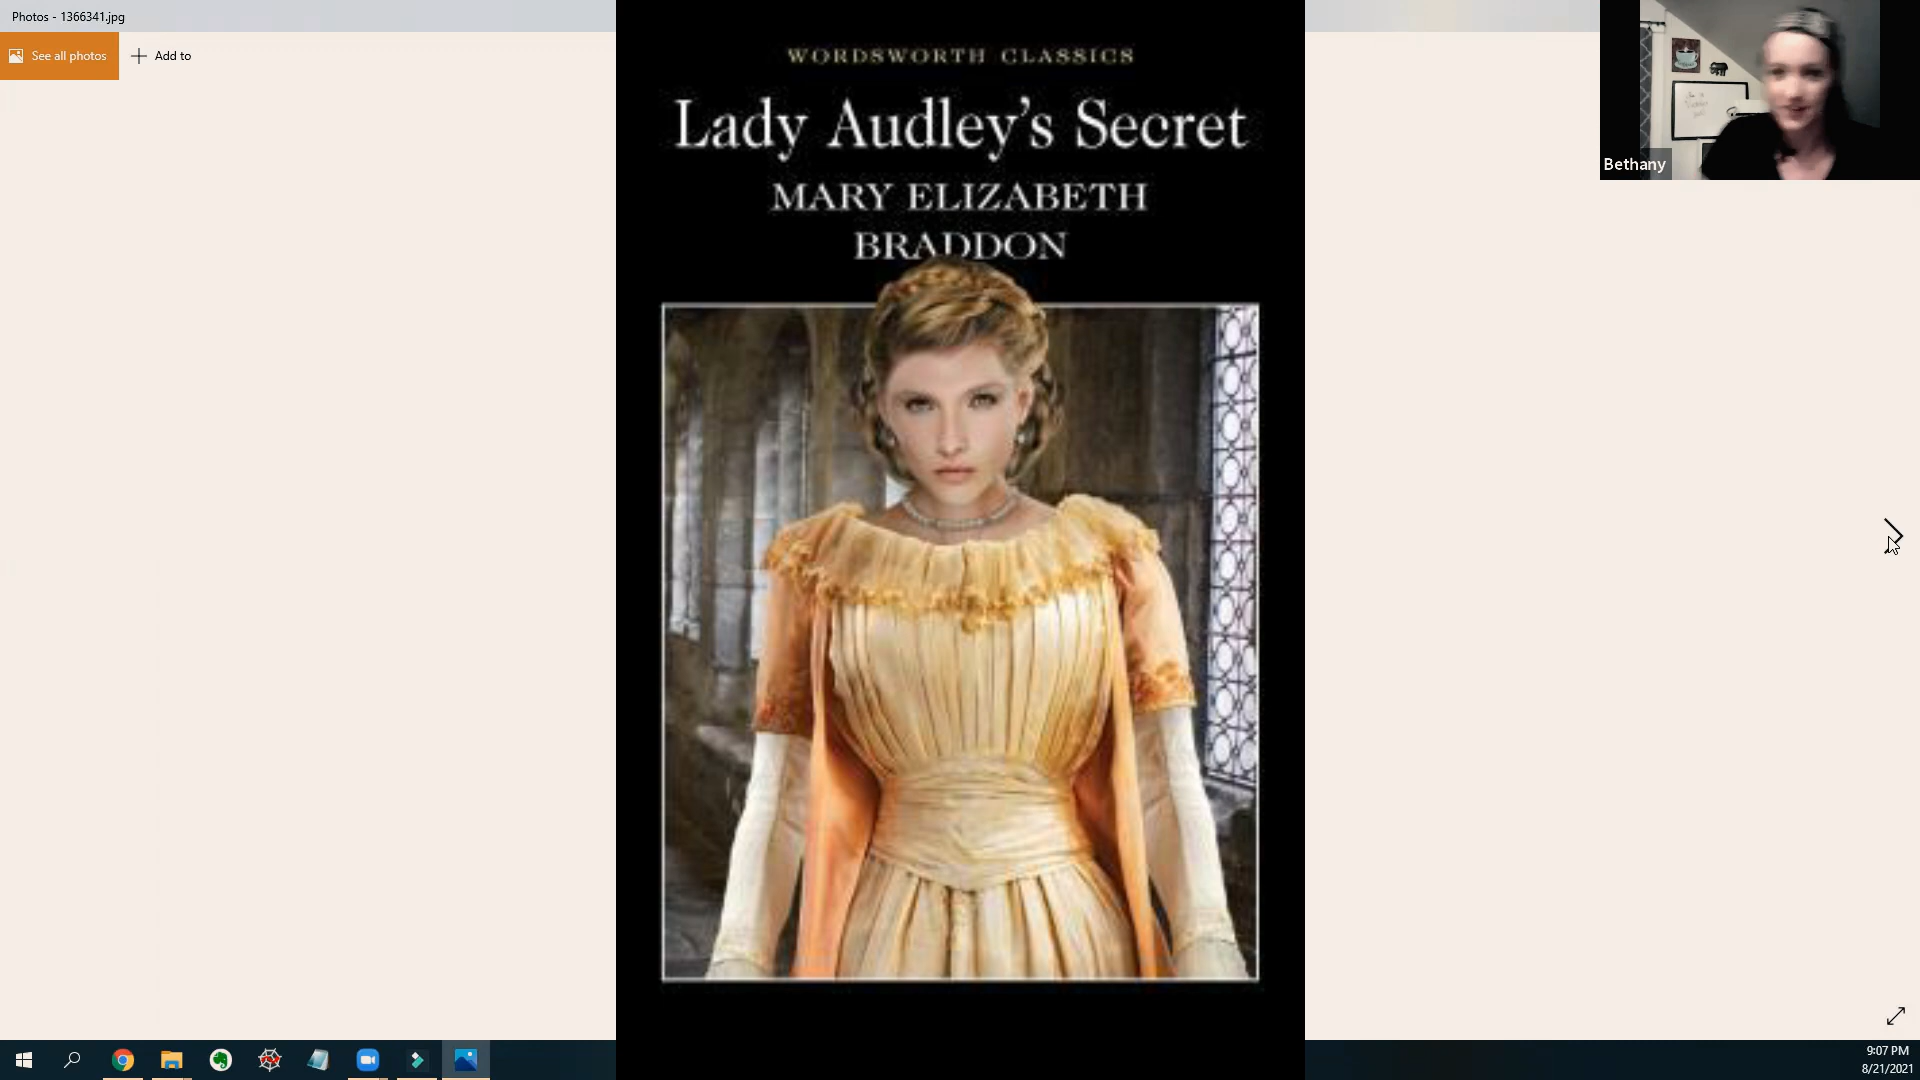 Photos - 1366341.jpg
See all photos
Add to
WORDSWORTH CLASSICS
Lady Audley's Secret
MARY ELIZABETH
BRADDON
Bethany
9:07 PM
8/21/2021